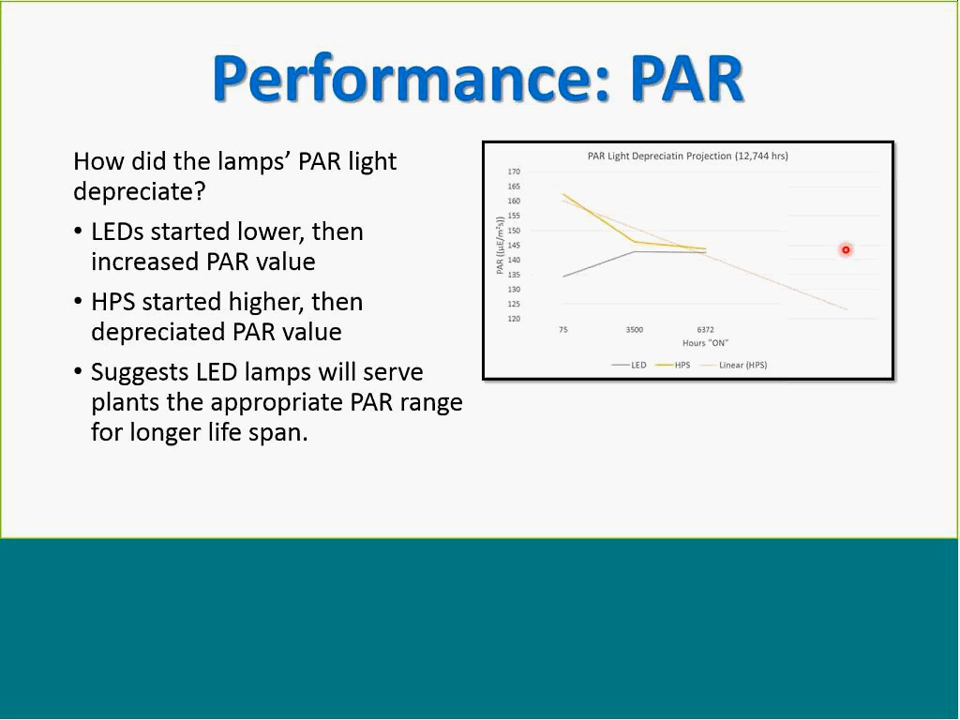 Performance: PAR
How did the lamps’ PAR light
depreciate?
• LEDs started lower, then
increased PAR value
• HPS started higher, then
depreciated PAR value
• Suggests LED lamps will serve
plants the appropriate PAR range
for longer life span.
PAR Light Depreciatin Projection (12,744 hrs)
PAR ((µE/m²s))
170
165
160
155
150
145
140
135
130
125
120
75 3500 6372
Hours "ON"
LED HPS Linear (HPS)